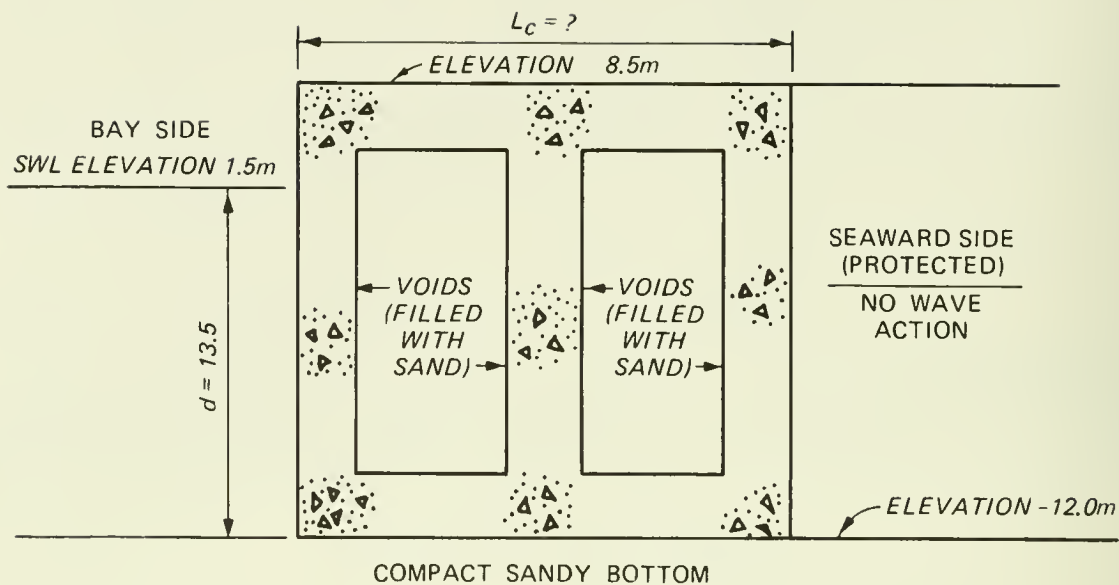 L_c = ?
ELEVATION 8.5m
BAY SIDE
SWL ELEVATION 1.5m
SEAWARD SIDE
(PROTECTED)
NO WAVE
ACTION
VOIDS
(FILLED
WITH
SAND)
VOIDS
(FILLED
WITH
SAND)
d = 13.5
ELEVATION -12.0m
COMPACT SANDY BOTTOM